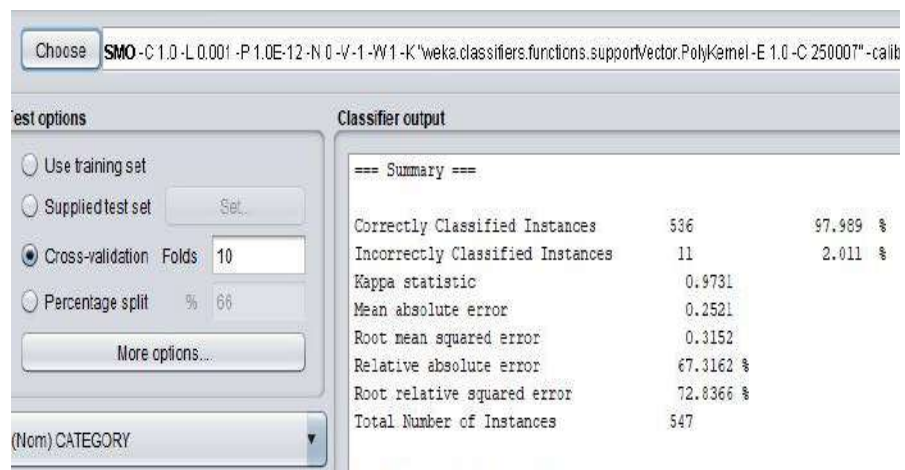 Choose SMO -C 1.0 -L 0.001 -P 1.0E-12 -N 0 -V -1 -W 1 -K "weka.classifiers.functions.supportVector.PolyKernel -E 1.0 -C 250007" -calib
est options
Use training set
Supplied test set Set...
Cross-validation Folds 10
Percentage split % 66
More options...
(Nom) CATEGORY
Classifier output
=== Summary ===
Correctly Classified Instances 536 97.989 %
Incorrectly Classified Instances 11 2.011 %
Kappa statistic 0.9731
Mean absolute error 0.2521
Root mean squared error 0.3152
Relative absolute error 67.3162 %
Root relative squared error 72.8366 %
Total Number of Instances 547